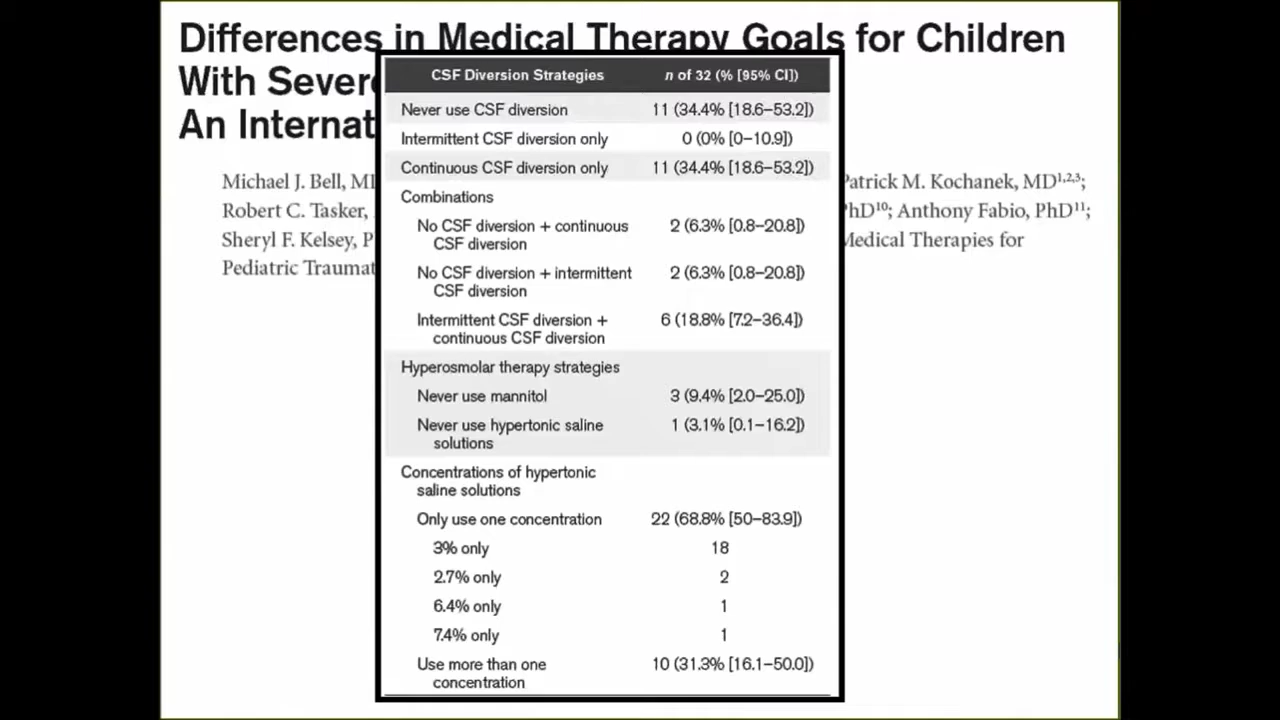 Differences in Medical Therapy Goals for Children
With Severe
An Internat
Michael J. Bell, MD
Patrick M. Kochanek, MD1,2,3;
Robert C. Tasker,
PhD10; Anthony Fabio, PhD11;
Sheryl F. Kelsey, P
Medical Therapies for
Pediatric Traumat
CSF Diversion Strategies n of 32 (% [95% CI])
Never use CSF diversion 11 (34.4% [18.6–53.2])
Intermittent CSF diversion only 0 (0% [0–10.9])
Continuous CSF diversion only 11 (34.4% [18.6–53.2])
Combinations
No CSF diversion + continuous 2 (6.3% [0.8–20.8])
CSF diversion
No CSF diversion + intermittent 2 (6.3% [0.8–20.8])
CSF diversion
Intermittent CSF diversion + 6 (18.8% [7.2–36.4])
continuous CSF diversion
Hyperosmolar therapy strategies
Never use mannitol 3 (9.4% [2.0–25.0])
Never use hypertonic saline 1 (3.1% [0.1–16.2])
solutions
Concentrations of hypertonic
saline solutions
Only use one concentration 22 (68.8% [50–83.9])
3% only 18
2.7% only 2
6.4% only 1
7.4% only 1
Use more than one 10 (31.3% [16.1–50.0])
concentration